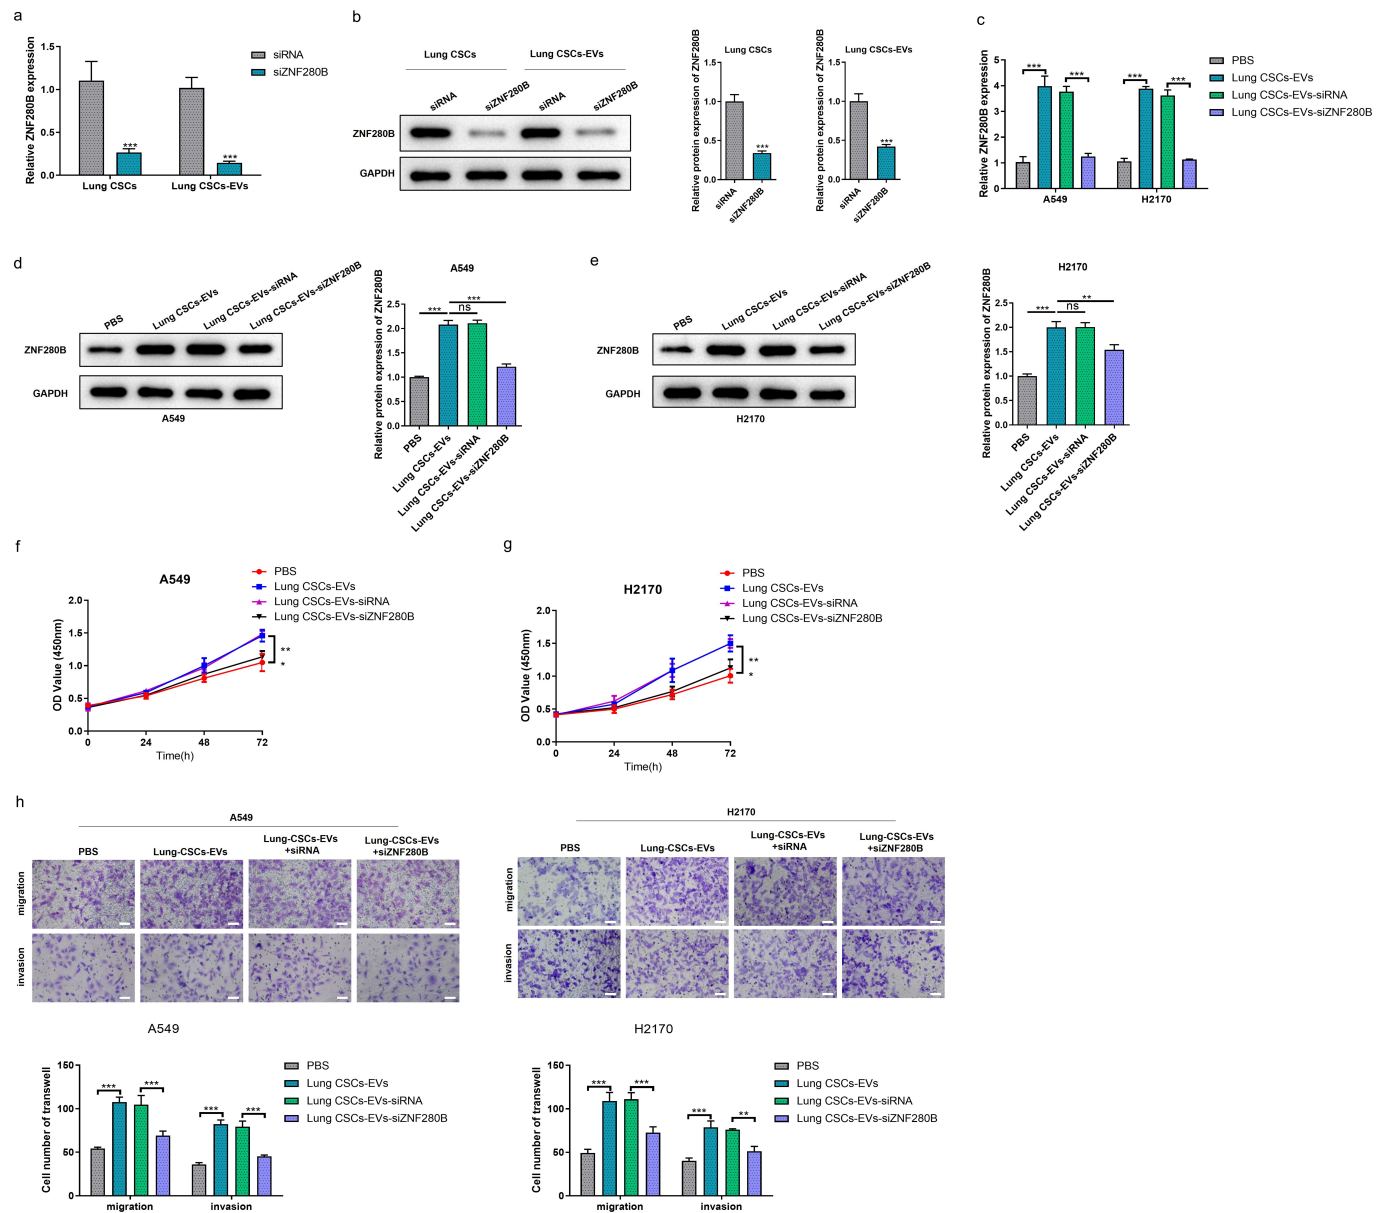 a
Relative ZNF280B expression
1.5
1.0
0.5
0.0
***
***
Lung CSCs
Lung CSCs-EVs
siRNA
siZNF280B
b
Lung CSCs
Lung CSCs-EVs
siRNA
siZNF280B
siRNA
siZNF280B
ZNF280B
GAPDH
Relative protein expression of ZNF280B
Lung CSCs
1.5
1.0
0.5
0.0
***
siRNA
siZNF280B
Relative protein expression of ZNF280B
Lung CSCs-EVs
1.5
1.0
0.5
0.0
***
siRNA
siZNF280B
c
Relative ZNF280B expression
5
4
3
2
1
0
***
***
***
***
A549
H2170
PBS
Lung CSCs-EVs
Lung CSCs-EVs-siRNA
Lung CSCs-EVs-siZNF280B
d
PBS
Lung CSCs-EVs
Lung CSCs-EVs-siRNA
Lung CSCs-EVs-siZNF280B
ZNF280B
GAPDH
A549
Relative protein expression of ZNF280B
A549
2.5
2.0
1.5
1.0
0.5
0.0
***
***
ns
PBS
Lung CSCs-EVs
Lung CSCs-EVs-siRNA
Lung CSCs-EVs-siZNF280B
e
PBS
Lung CSCs-EVs
Lung CSCs-EVs-siRNA
Lung CSCs-EVs-siZNF280B
ZNF280B
GAPDH
H2170
Relative protein expression of ZNF280B
H2170
2.5
2.0
1.5
1.0
0.5
0.0
**
***
ns
PBS
Lung CSCs-EVs
Lung CSCs-EVs-siRNA
Lung CSCs-EVs-siZNF280B
f
A549
PBS
Lung CSCs-EVs
Lung CSCs-EVs-siRNA
Lung CSCs-EVs-siZNF280B
OD Value (450nm)
2.0
1.5
1.0
0.5
0.0
**
*
0
24
48
72
Time(h)
g
H2170
PBS
Lung CSCs-EVs
Lung CSCs-EVs-siRNA
Lung CSCs-EVs-siZNF280B
OD Value (450nm)
2.0
1.5
1.0
0.5
0.0
**
*
0
24
48
72
Time(h)
h
A549
PBS
Lung-CSCs-EVs
Lung-CSCs-EVs
+siRNA
Lung-CSCs-EVs
+siZNF280B
migration
invasion
H2170
PBS
Lung-CSCs-EVs
Lung-CSCs-EVs
+siRNA
Lung-CSCs-EVs
+siZNF280B
migration
invasion
A549
Cell number of transwell
150
100
50
0
***
***
***
***
migration
invasion
PBS
Lung CSCs-EVs
Lung CSCs-EVs-siRNA
Lung CSCs-EVs-siZNF280B
H2170
Cell number of transwell
150
100
50
0
***
***
***
**
migration
invasion
PBS
Lung CSCs-EVs
Lung CSCs-EVs-siRNA
Lung CSCs-EVs-siZNF280B